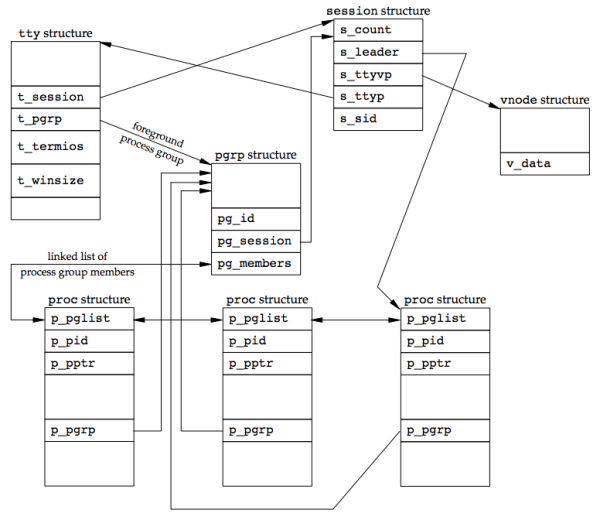 session structure
s_count
s_leader
s_ttyvp
s_ttyp
s_sid
tty structure
t_session
t_pgrp
t_termios
t_winsize
vnode structure
v_data
foreground
process group
pgrp structure
pg_id
pg_session
pg_members
linked list of
process group members
proc structure
p_pglist
p_pid
p_pptr
p_pgrp
proc structure
p_pglist
p_pid
p_pptr
p_pgrp
proc structure
p_pglist
p_pid
p_pptr
p_pgrp